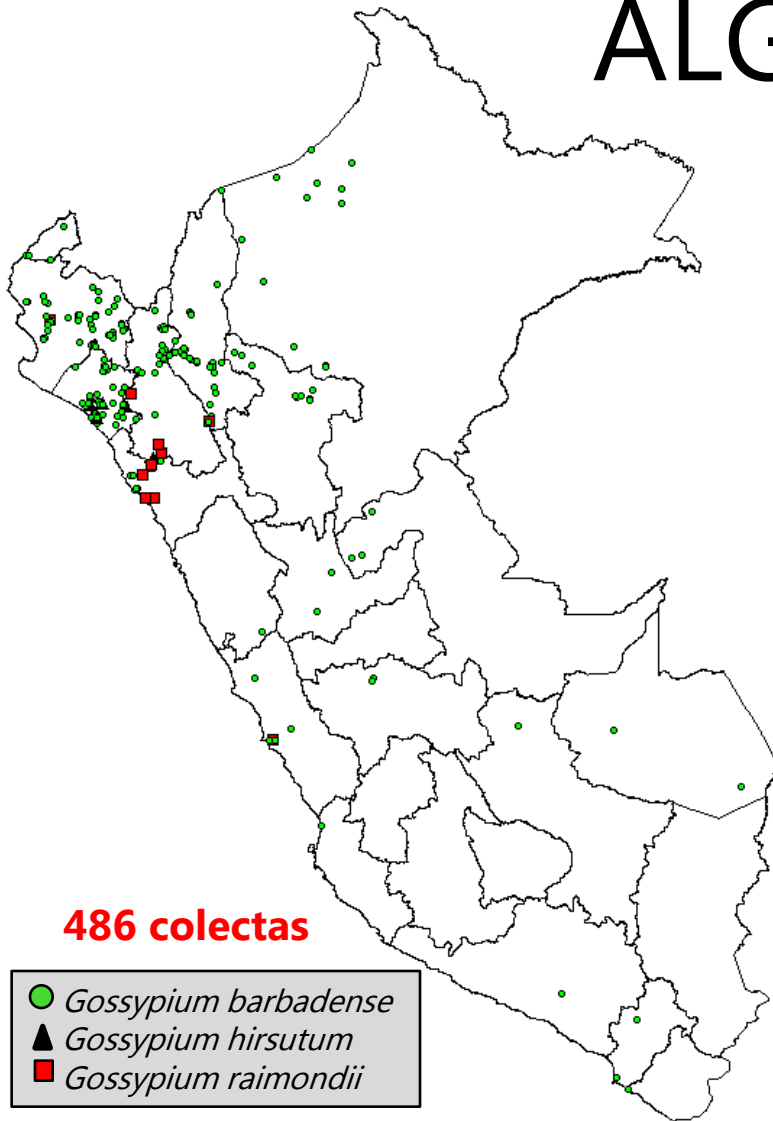 ALG
486 colectas
Gossypium barbadense
Gossypium hirsutum
Gossypium raimondii